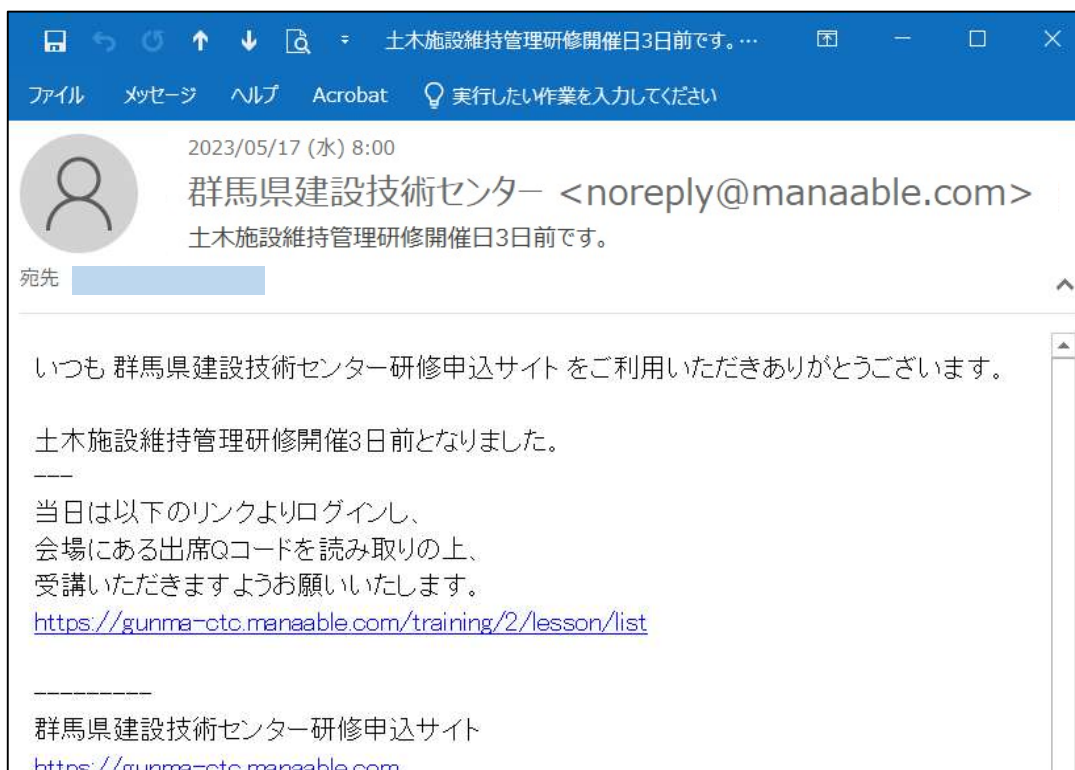 土木施設維持管理研修開催日3日前です。…
ファイル メッセージ ヘルプ Acrobat 実行したい作業を入力してください
2023/05/17 (水) 8:00
群馬県建設技術センター <noreply@manaable.com>
土木施設維持管理研修開催日3日前です。
宛先
いつも 群馬県建設技術センター研修申込サイト をご利用いただきありがとうございます。
土木施設維持管理研修開催3日前となりました。
---
当日は以下のリンクよりログインし、
会場にある出席Qコードを読み取りの上、
受講いただきますようお願いいたします。
https://gunma-ctc.manaable.com/training/2/lesson/list
---------
群馬県建設技術センター研修申込サイト
https://gunma-ctc.manaable.com